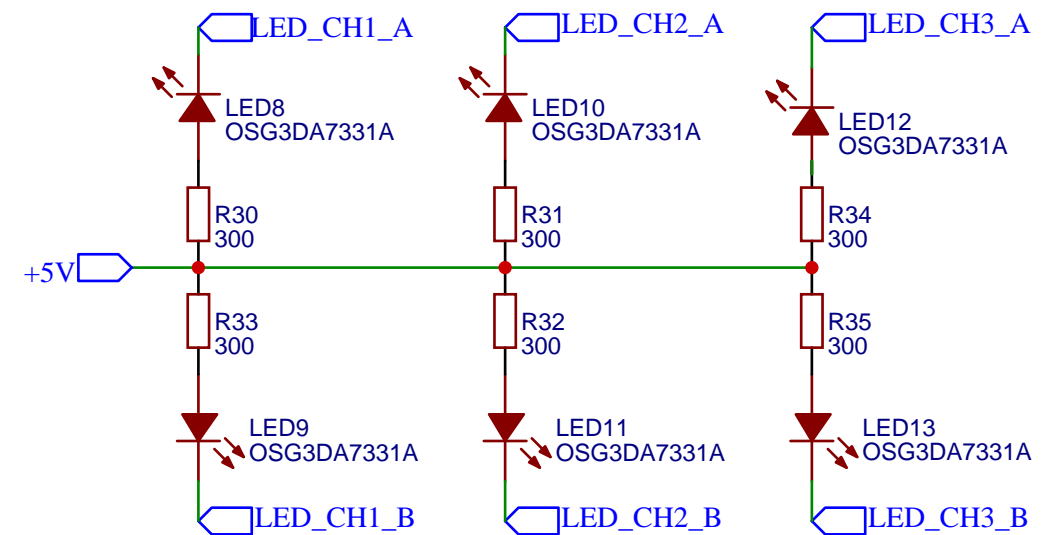 LED_CH1_A
LED_CH2_A
LED_CH3_A
LED8
OSG3DA7331A
LED10
OSG3DA7331A
LED12
OSG3DA7331A
R30
300
R31
300
R34
300
+5V
R33
300
R32
300
R35
300
LED9
OSG3DA7331A
LED11
OSG3DA7331A
LED13
OSG3DA7331A
LED_CH1_B
LED_CH2_B
LED_CH3_B